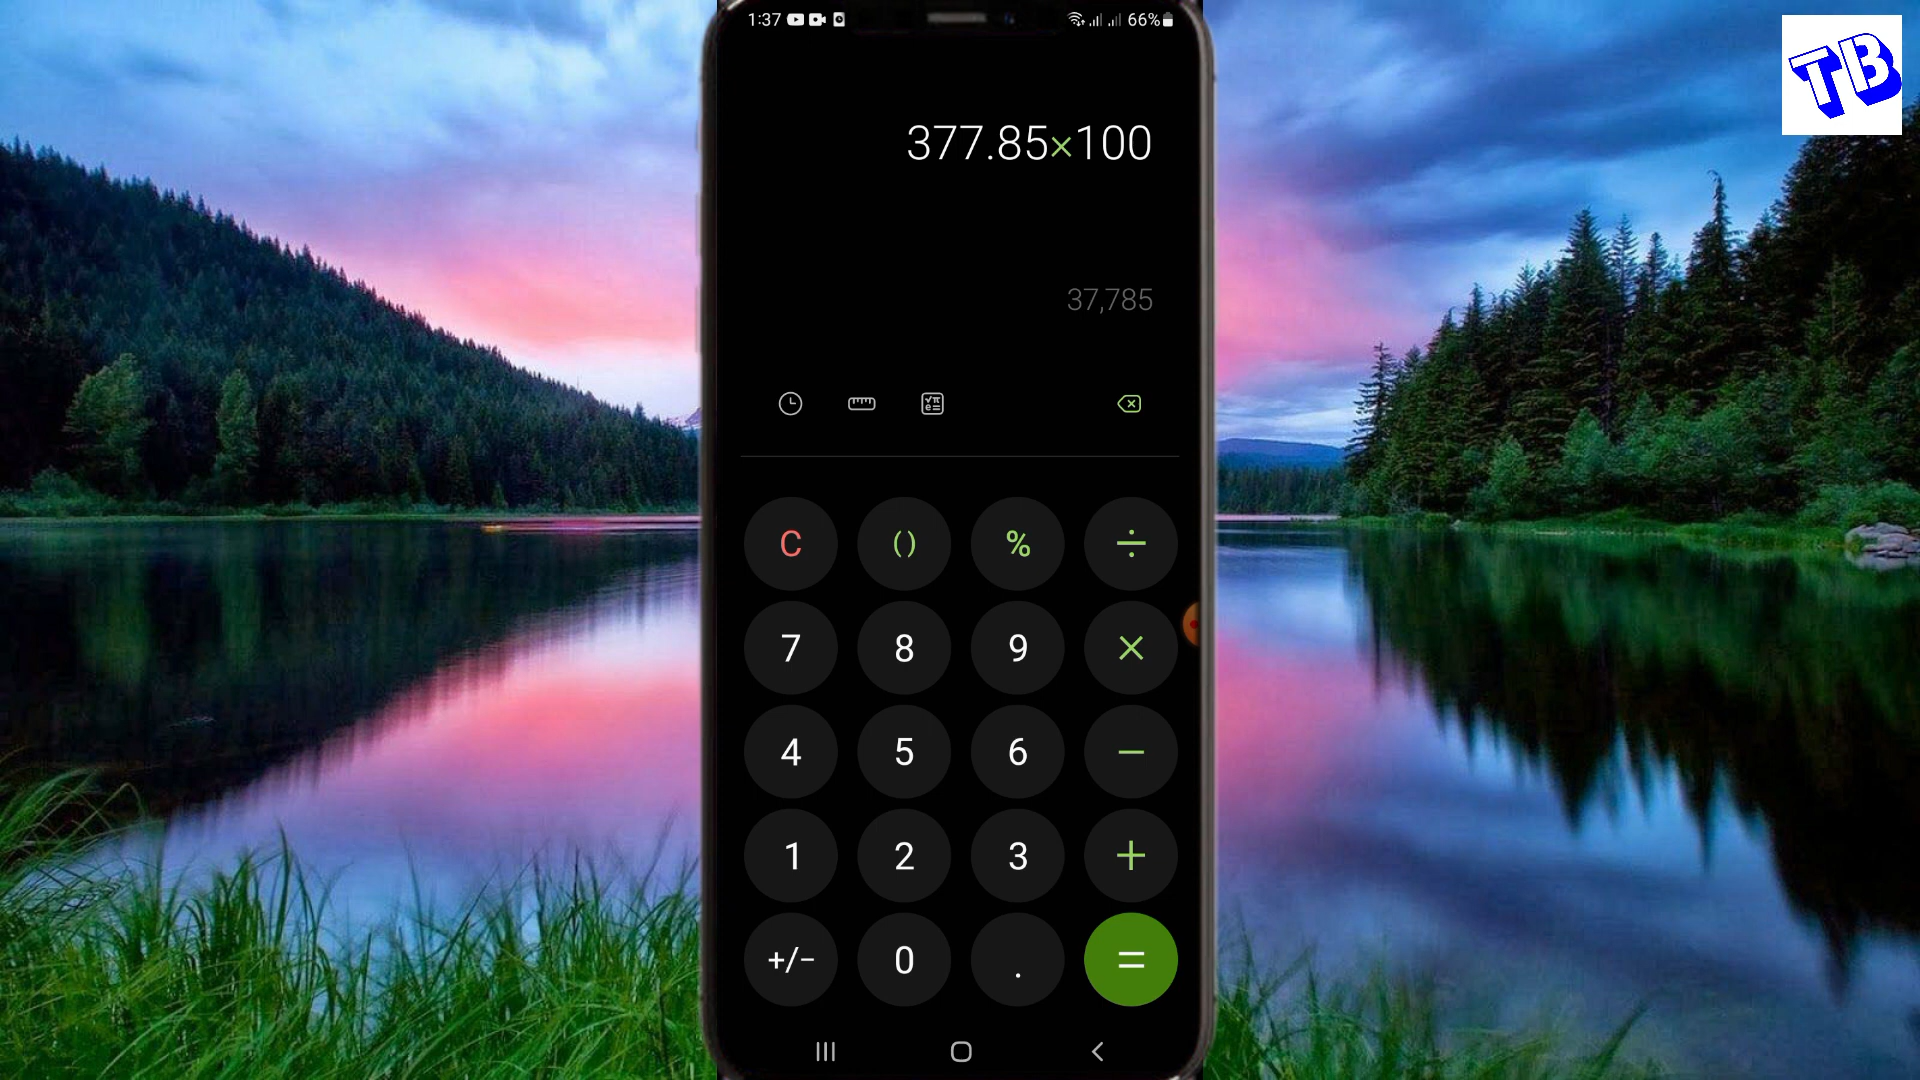 1:37 66%
TB
377.85×100
37,785
C () % ÷
7 8 9 ×
4 5 6 −
1 2 3 +
+/− 0 . =